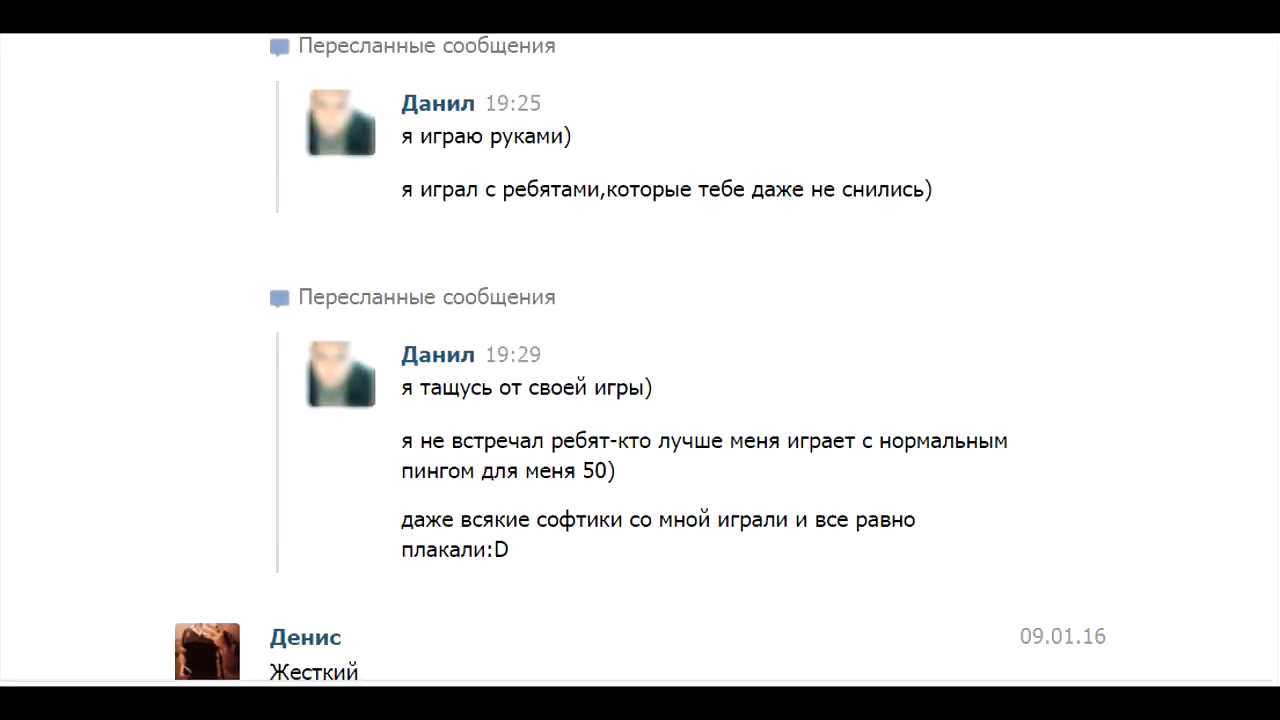 Пересланные сообщения
Данил 19:25
я играю руками)
я играл с ребятами,которые тебе даже не снились)
Пересланные сообщения
Данил 19:29
я тащусь от своей игры)
я не встречал ребят-кто лучше меня играет с нормальным
пингом для меня 50)
даже всякие софтики со мной играли и все равно
плакали:D
Денис 09.01.16
Жесткий